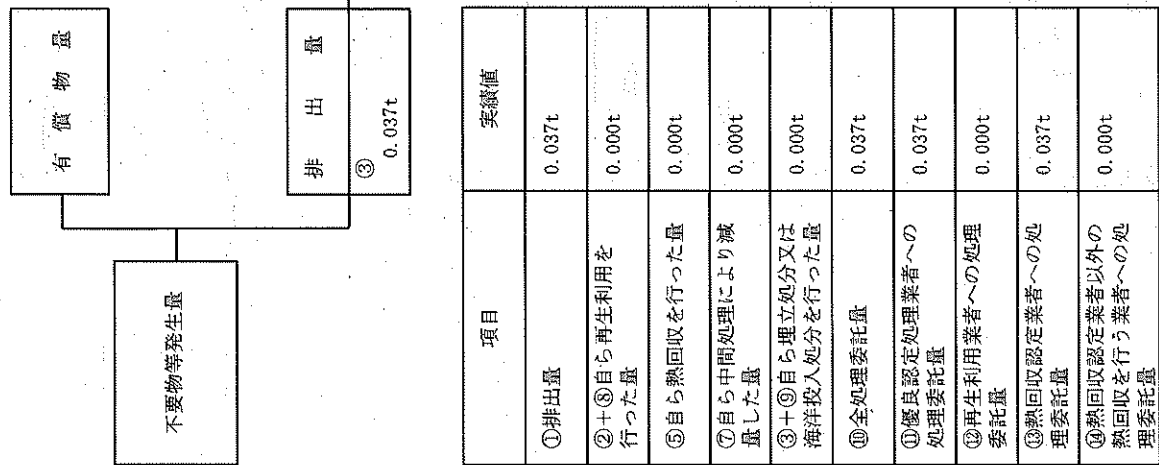 不要物等発生量
有償物量
排出量
③
0.037t
項目 実績値
①排出量 0.037t
②+⑧自ら再生利用を
行った量 0.000t
⑤自ら熱回収を行った量 0.000t
⑦自ら中間処理により減
量した量 0.000t
③+⑨自ら埋立処分又は
海洋投入処分を行った量 0.000t
⑩全処理委託量 0.037t
⑪優良認定処理業者への
処理委託量 0.037t
⑫再生利用業者への処理
委託量 0.000t
⑬熱回収認定業者への処
理委託量 0.037t
⑭熱回収認定業者以外の
熱回収を行う業者への処
理委託量 0.000t